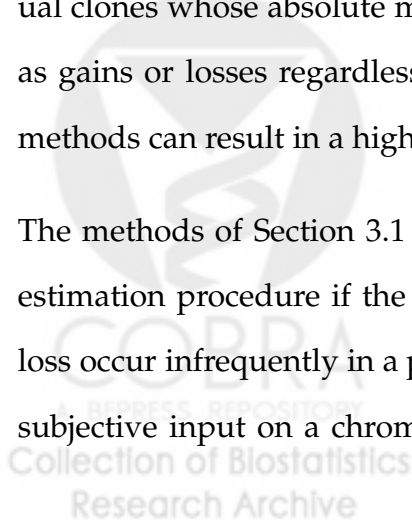 ual clones whose absolute m
as gains or losses regardless
methods can result in a high
The methods of Section 3.1
estimation procedure if the
loss occur infrequently in a p
COBRA
A BEPRESS REPOSITORY
subjective input on a chrom
Collection of Biostatistics
Research Archive